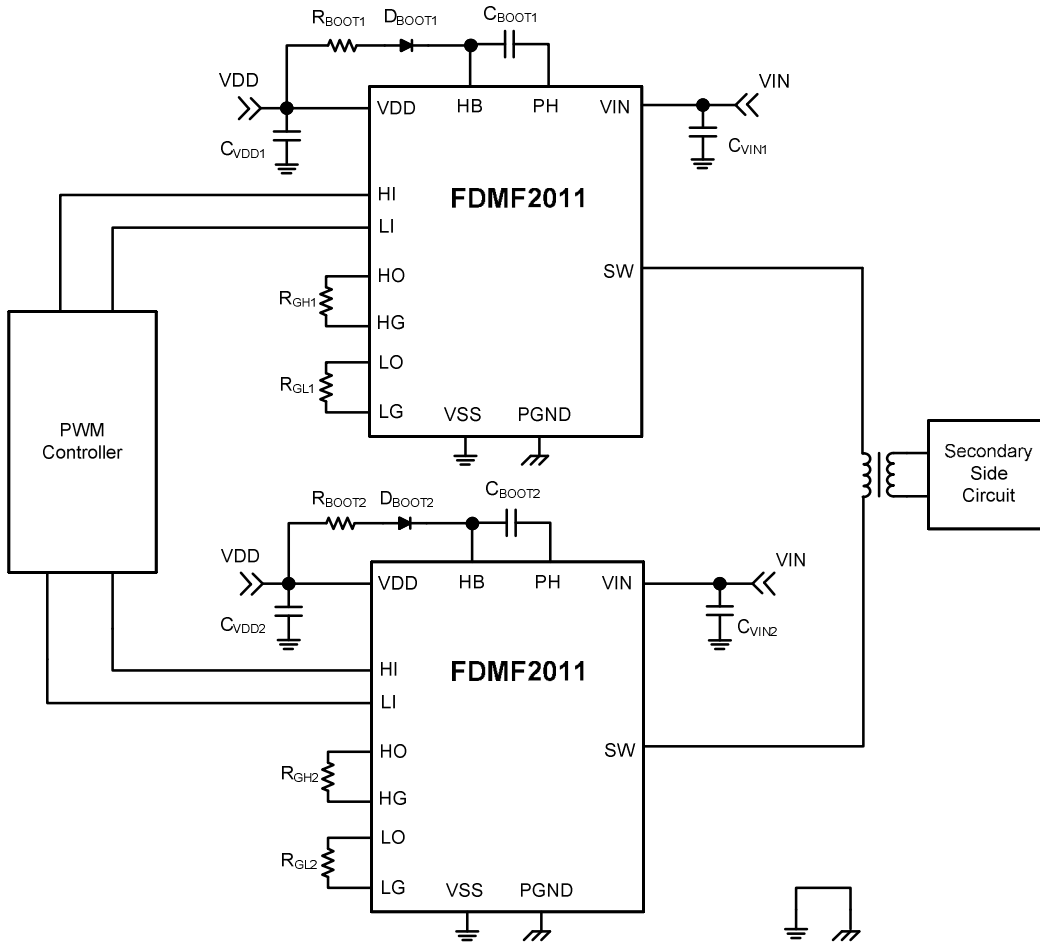 RBOOT1 DBOOT1 CBOOT1
VDD
VDD HB PH VIN
VIN
CVDD1
CVIN1
HI
FDMF2011
LI
SW
HO
RGH1
HG
LO
RGL1
LG
VSS PGND
PWM
Controller
Secondary
Side
Circuit
RBOOT2 DBOOT2 CBOOT2
VDD
VDD HB PH VIN
VIN
CVDD2
CVIN2
HI
FDMF2011
LI
HO
SW
RGH2
HG
LO
RGL2
LG
VSS PGND